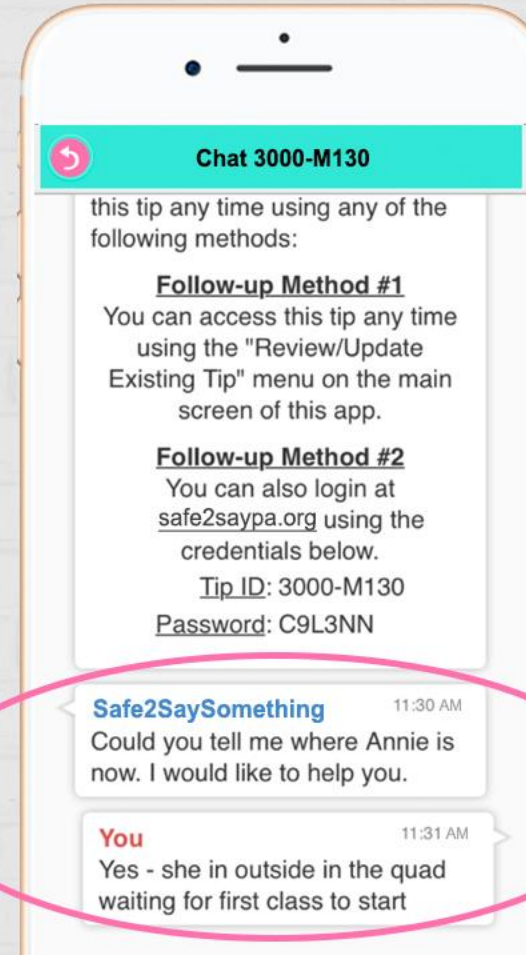 Chat 3000-M130
this tip any time using any of the
following methods:
Follow-up Method #1
You can access this tip any time
using the "Review/Update
Existing Tip" menu on the main
screen of this app.
Follow-up Method #2
You can also login at
safe2saypa.org using the
credentials below.
Tip ID: 3000-M130
Password: C9L3NN
Safe2SaySomething 11:30 AM
Could you tell me where Annie is
now. I would like to help you.
You 11:31 AM
Yes - she in outside in the quad
waiting for first class to start